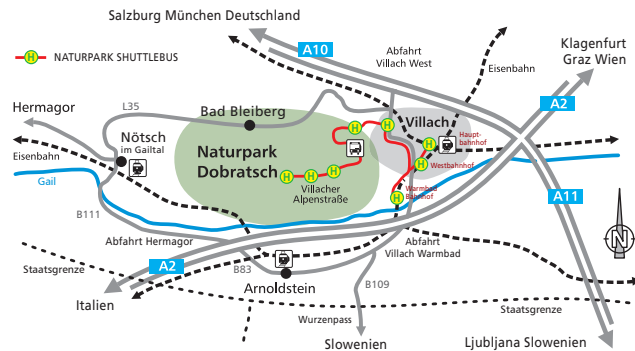 Salzburg München Deutschland
A10
Abfahrt
Villach West
Klagenfurt
Graz Wien
H NATURPARK SHUTTLEBUS
Eisenbahn
A2
L35
Hermagor
Bad Bleiberg
H
H
Villach
Nötsch
im Gailtal
H
Haupt-
bahnhof
Naturpark
Dobratsch
Eisenbahn
H
Westbahnhof
H H H H
Gail
Villacher
Alpenstraße
Warmbad
Bahnhof
H
A11
B111
Abfahrt Hermagor
Abfahrt
Villach Warmbad
N
A2
B83
Staatsgrenze
Arnoldstein
B109
Italien
Wurzenpass
Staatsgrenze
Slowenien
Ljubljana Slowenien